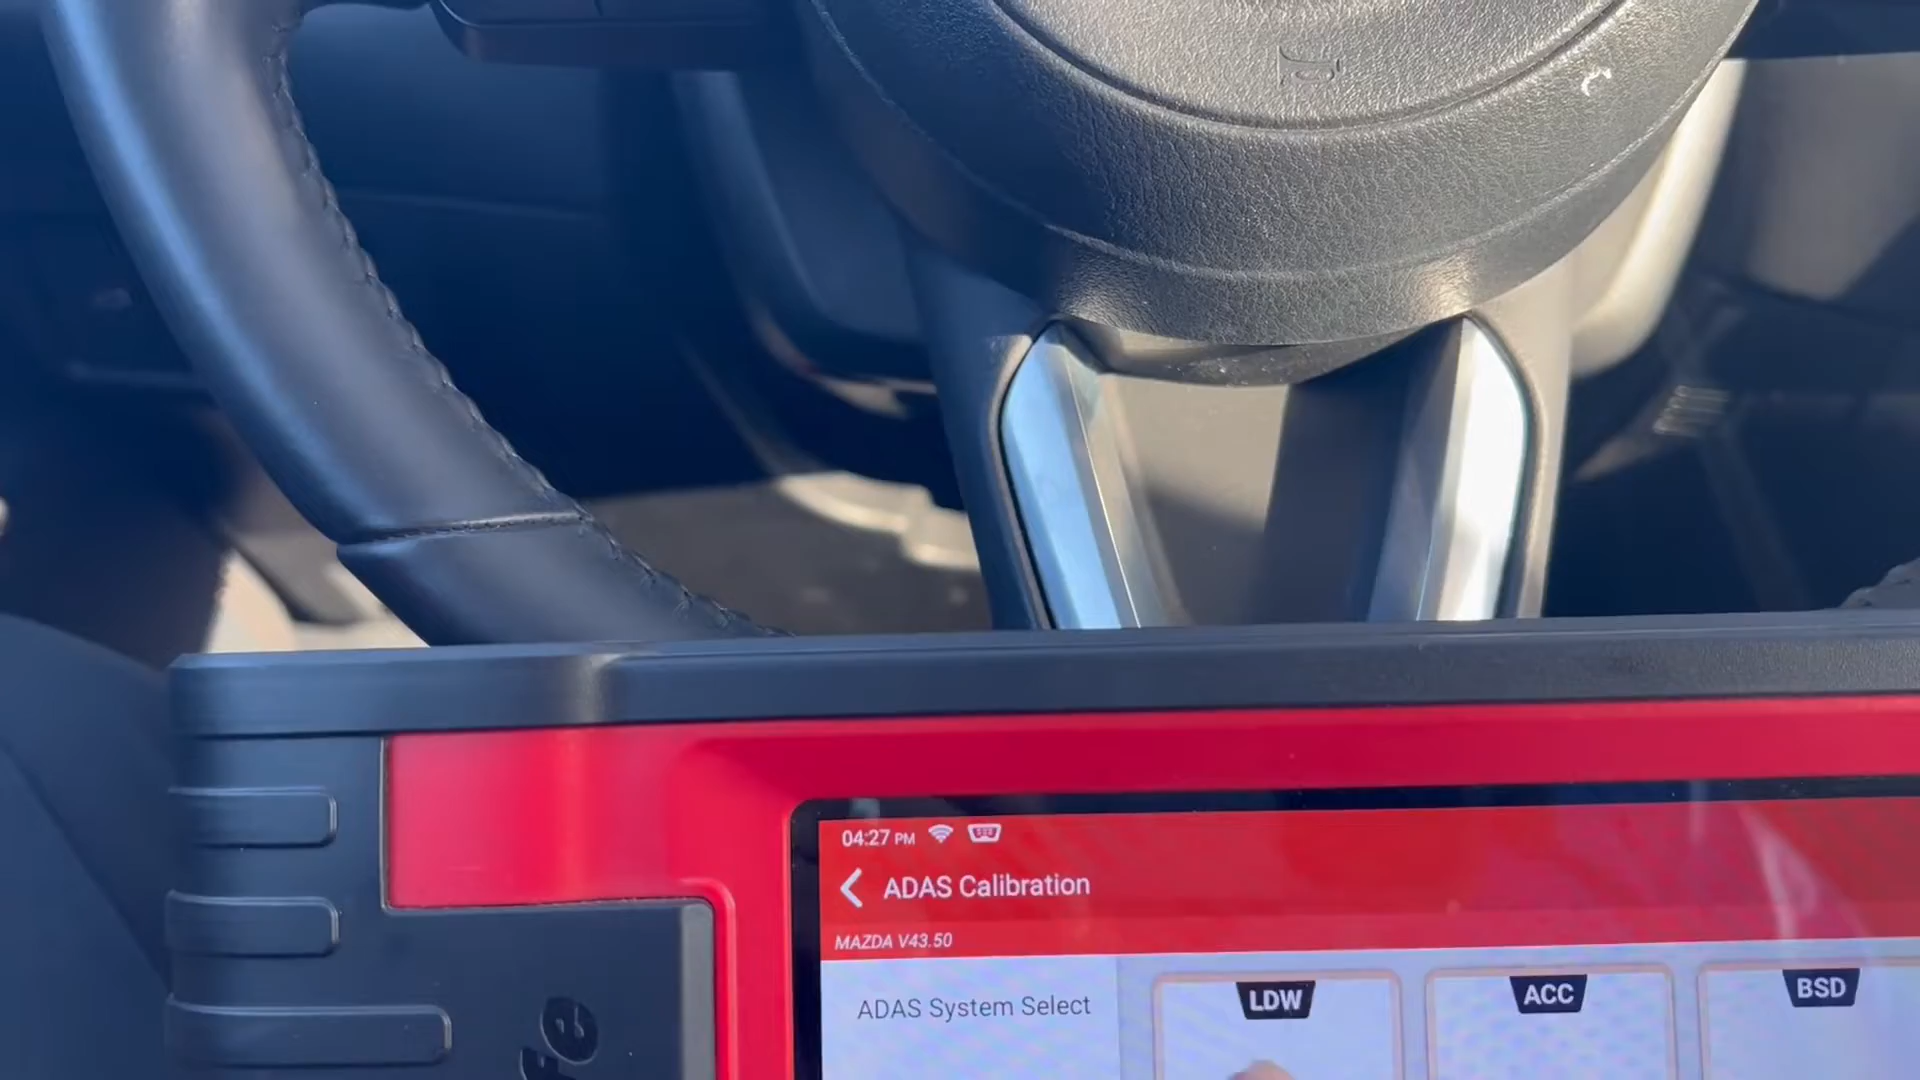 04:27 PM
ADAS Calibration
MAZDA V43.50
ADAS System Select
LDW
ACC
BSD